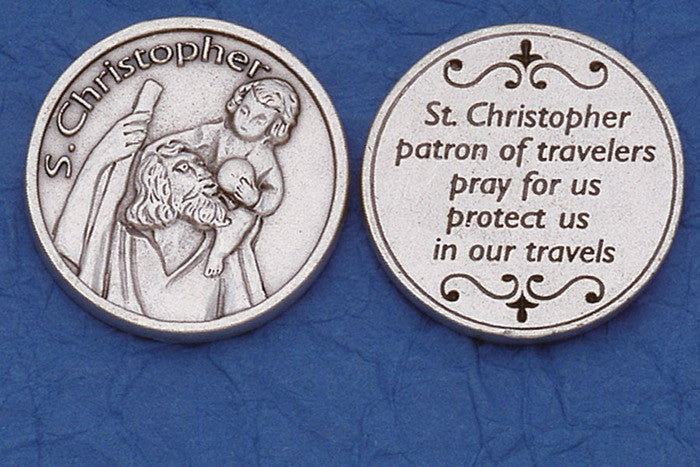 S. Christopher
St. Christopher
patron of travelers
pray for us
protect us
in our travels